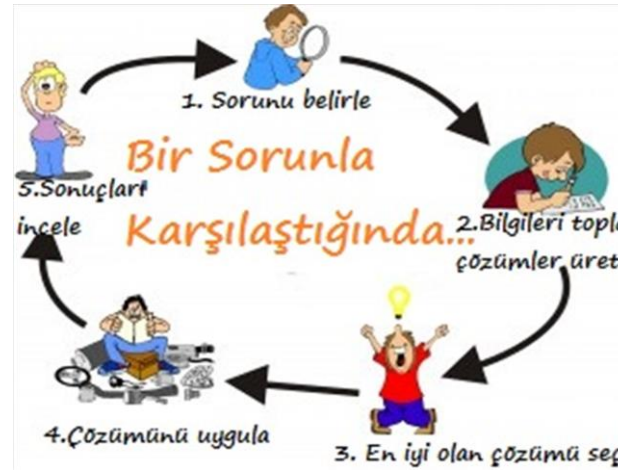 1. Sorunu belirle
Bir Sorunla
Karşılaştığında...
2.Bilgileri topla
çözümler üret
3. En iyi olan çözümü seç
4.Çözümünü uygula
5.Sonuçları
incele